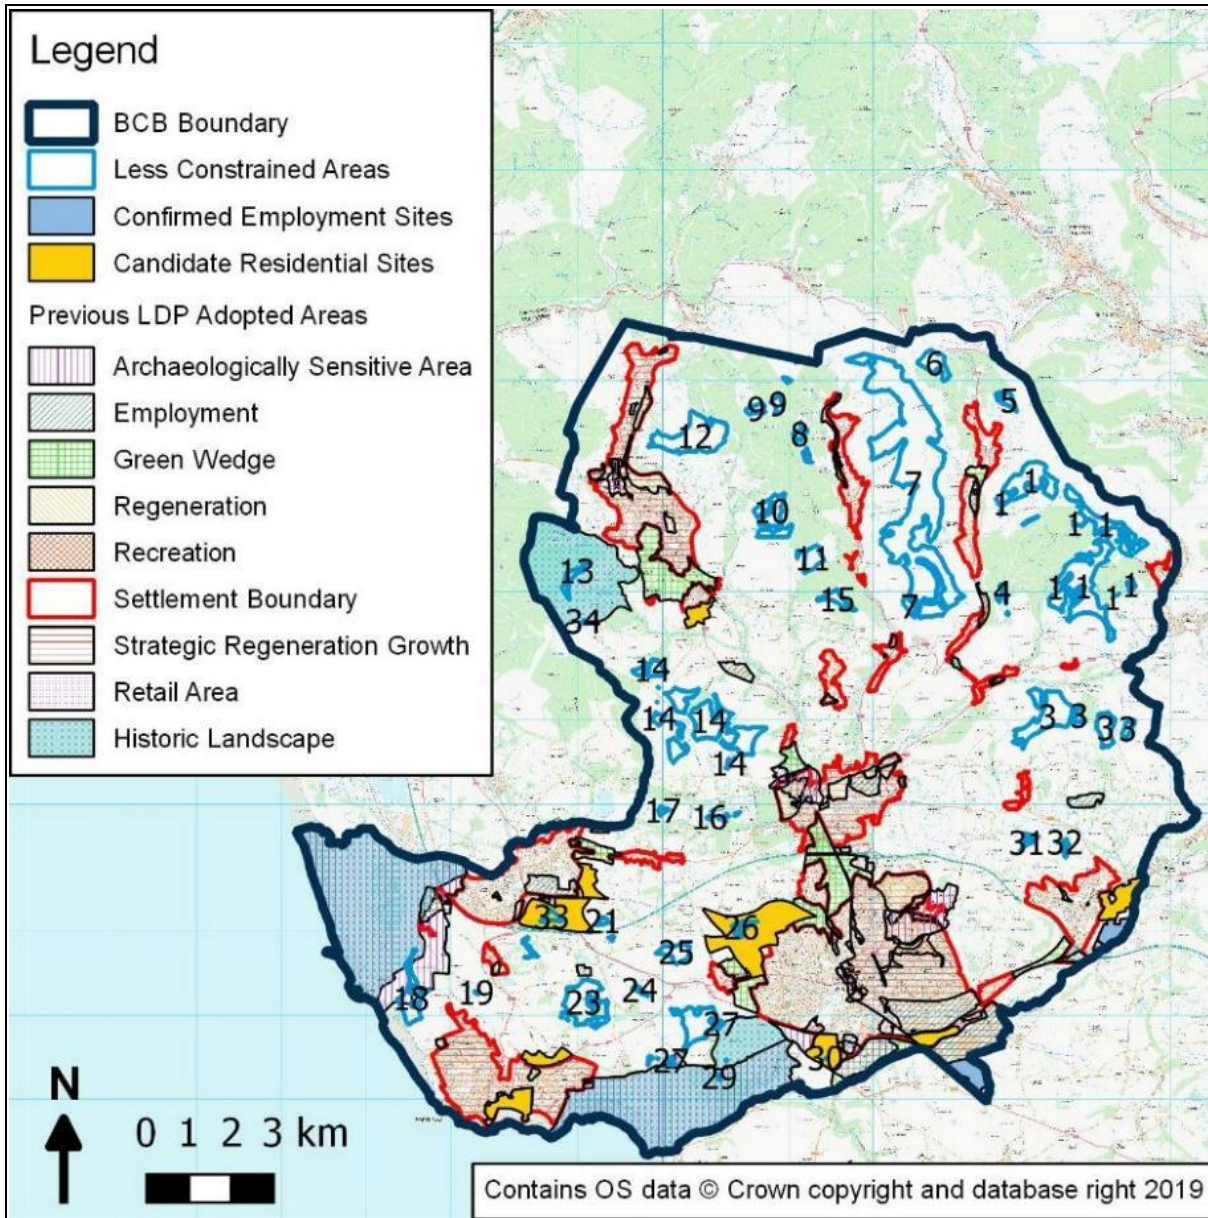 Legend
BCB Boundary
Less Constrained Areas
Confirmed Employment Sites
Candidate Residential Sites
Previous LDP Adopted Areas
Archaeologically Sensitive Area
Employment
Green Wedge
Regeneration
Recreation
Settlement Boundary
Strategic Regeneration Growth
Retail Area
Historic Landscape
6
5
9 9
12
8
7
1
1
10
1 1
11
13
1 1 1 1
15
7
4
34
14
14 14
3 3 3 3
14
17
16
31 32
33 21
26
25
18
19
23
24
27
27
29
30
N
0 1 2 3 km
Contains OS data © Crown copyright and database right 2019